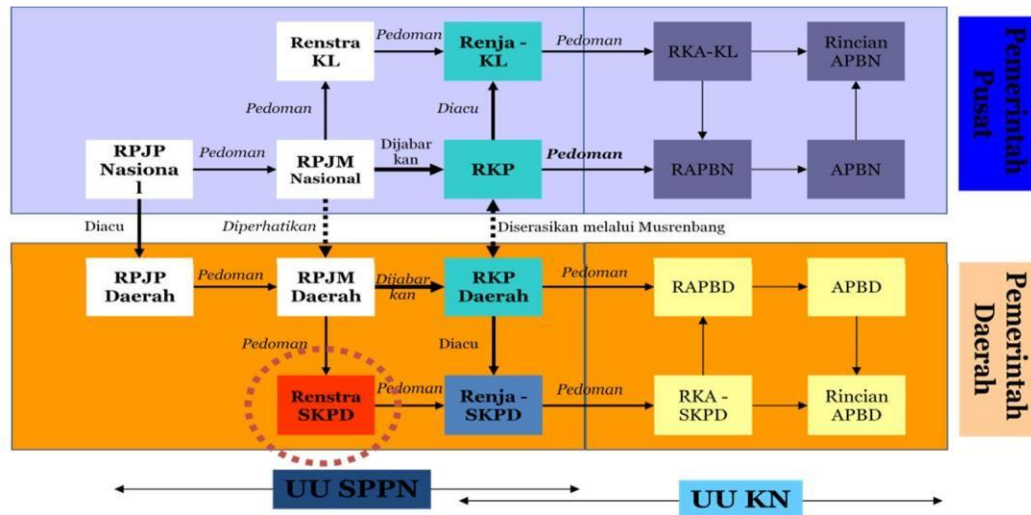 Renstra
KL
Pedoman
Renja -
KL
Pedoman
RKA-KL
Rincian
APBN
Pemerintah
Pusat
Pedoman
Diacu
RPJP
Nasiona
l
Pedoman
RPJM
Nasional
Dijabar
kan
RKP
Pedoman
RAPBN
APBN
Diacu
Diperhatikan
Diserasikan melalui Musrenbang
RPJP
Daerah
Pedoman
RPJM
Daerah
Dijabar
kan
RKP
Daerah
Pedoman
RAPBD
APBD
Pemerintah
Daerah
Pedoman
Diacu
Renstra
SKPD
Pedoman
Renja -
SKPD
Pedoman
RKA -
SKPD
Rincian
APBD
UU SPPN
UU KN